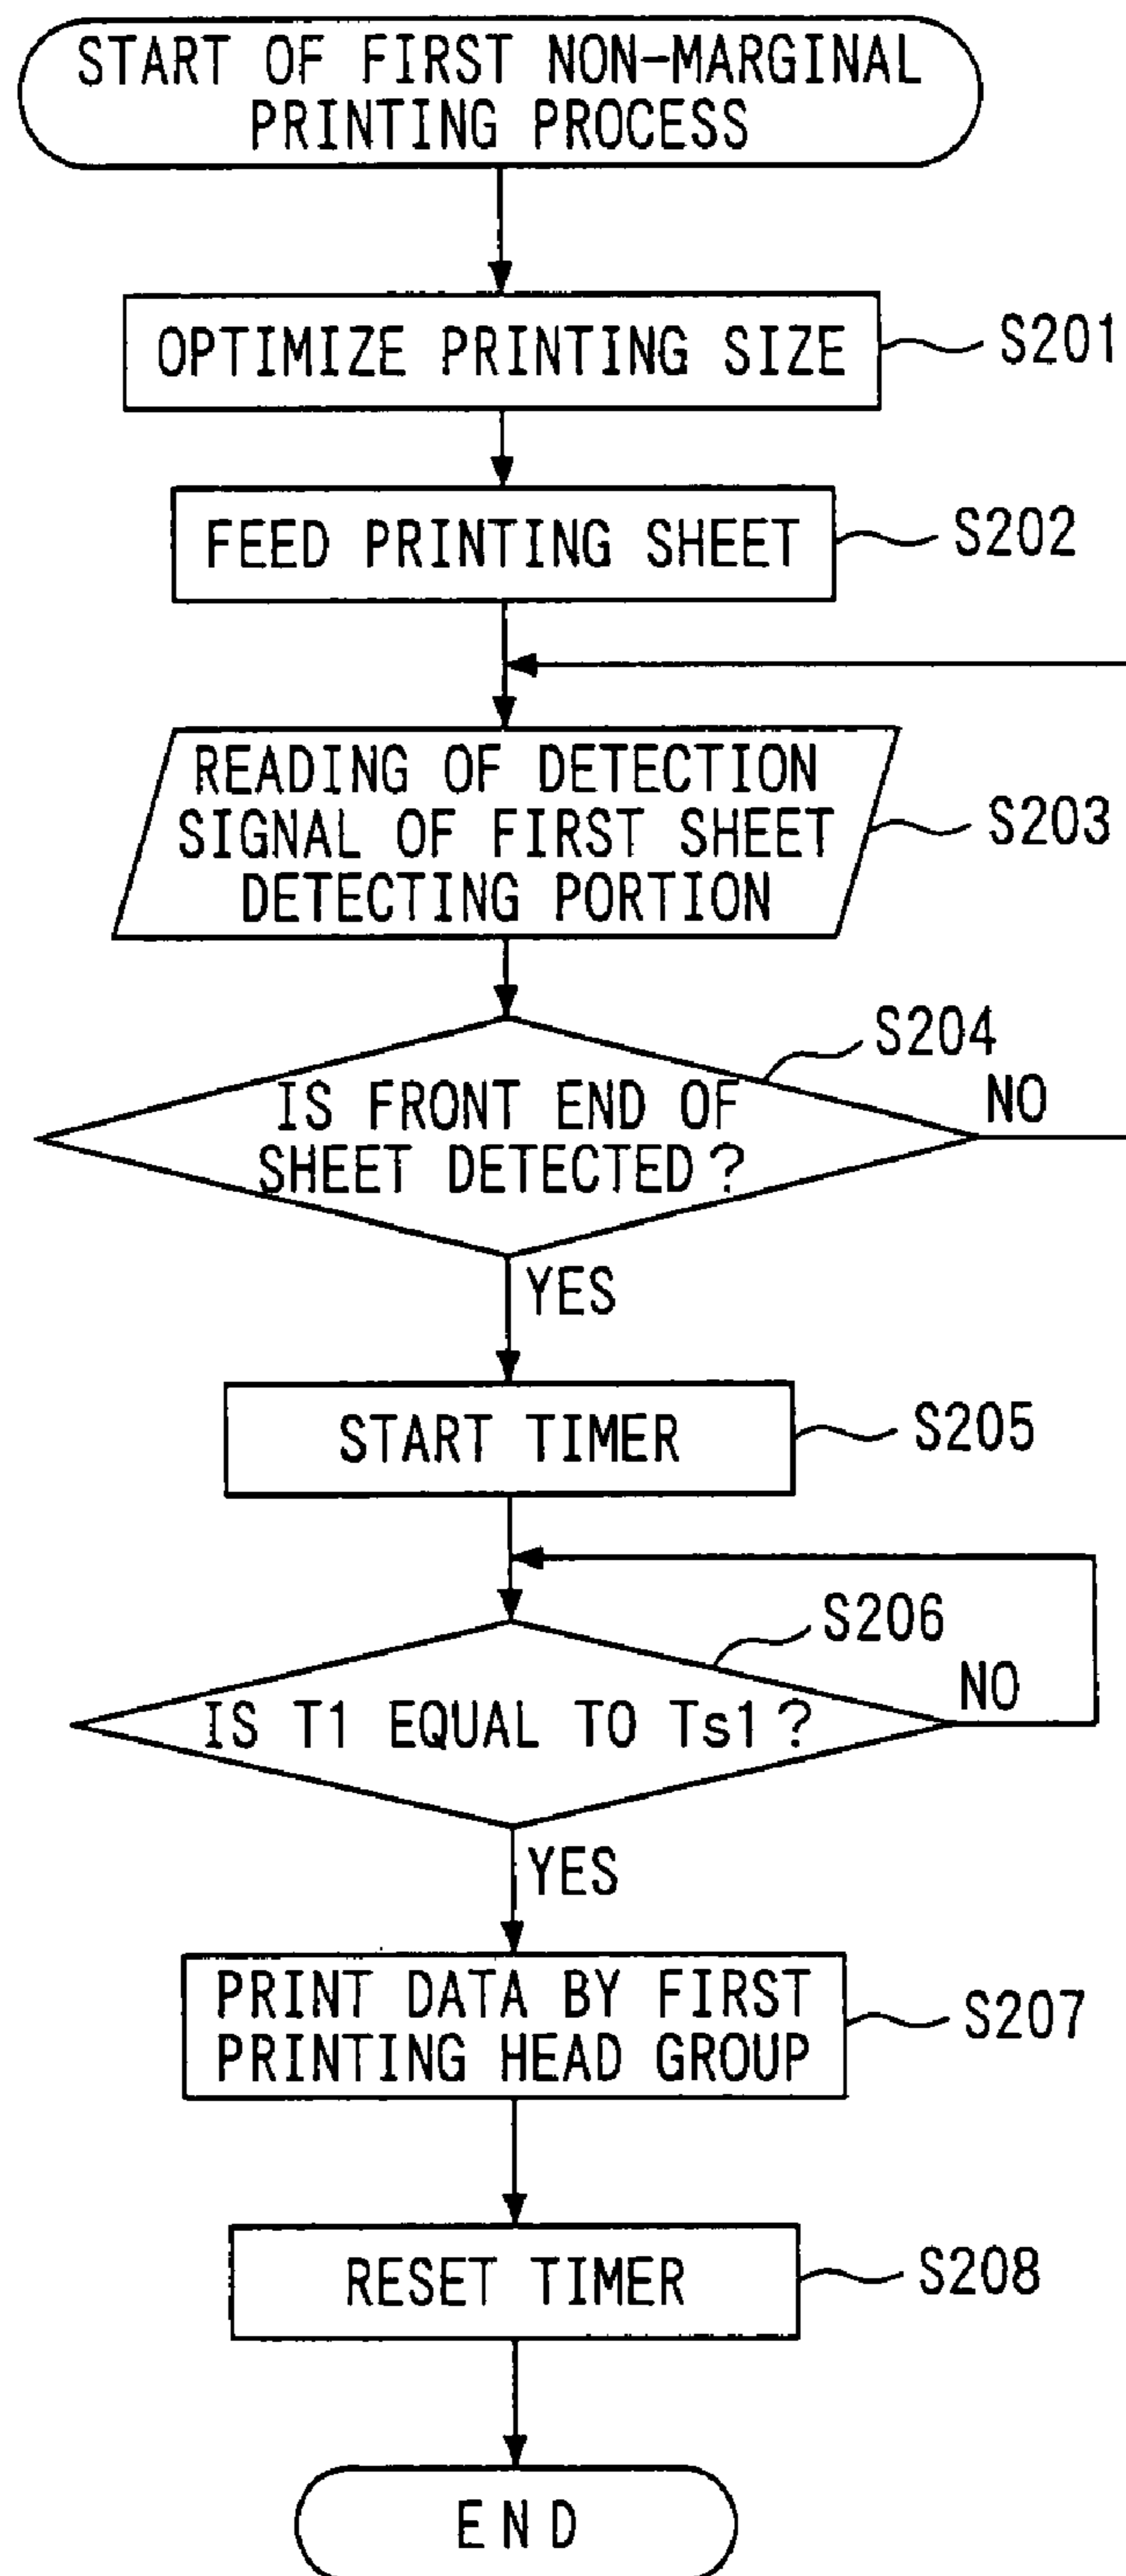 START OF FIRST NON-MARGINAL
PRINTING PROCESS
OPTIMIZE PRINTING SIZE
S201
FEED PRINTING SHEET
S202
READING OF DETECTION
SIGNAL OF FIRST SHEET
DETECTING PORTION
S203
S204
IS FRONT END OF
SHEET DETECTED?
NO
YES
START TIMER
S205
S206
IS T1 EQUAL TO Ts1?
NO
YES
PRINT DATA BY FIRST
PRINTING HEAD GROUP
S207
RESET TIMER
S208
END